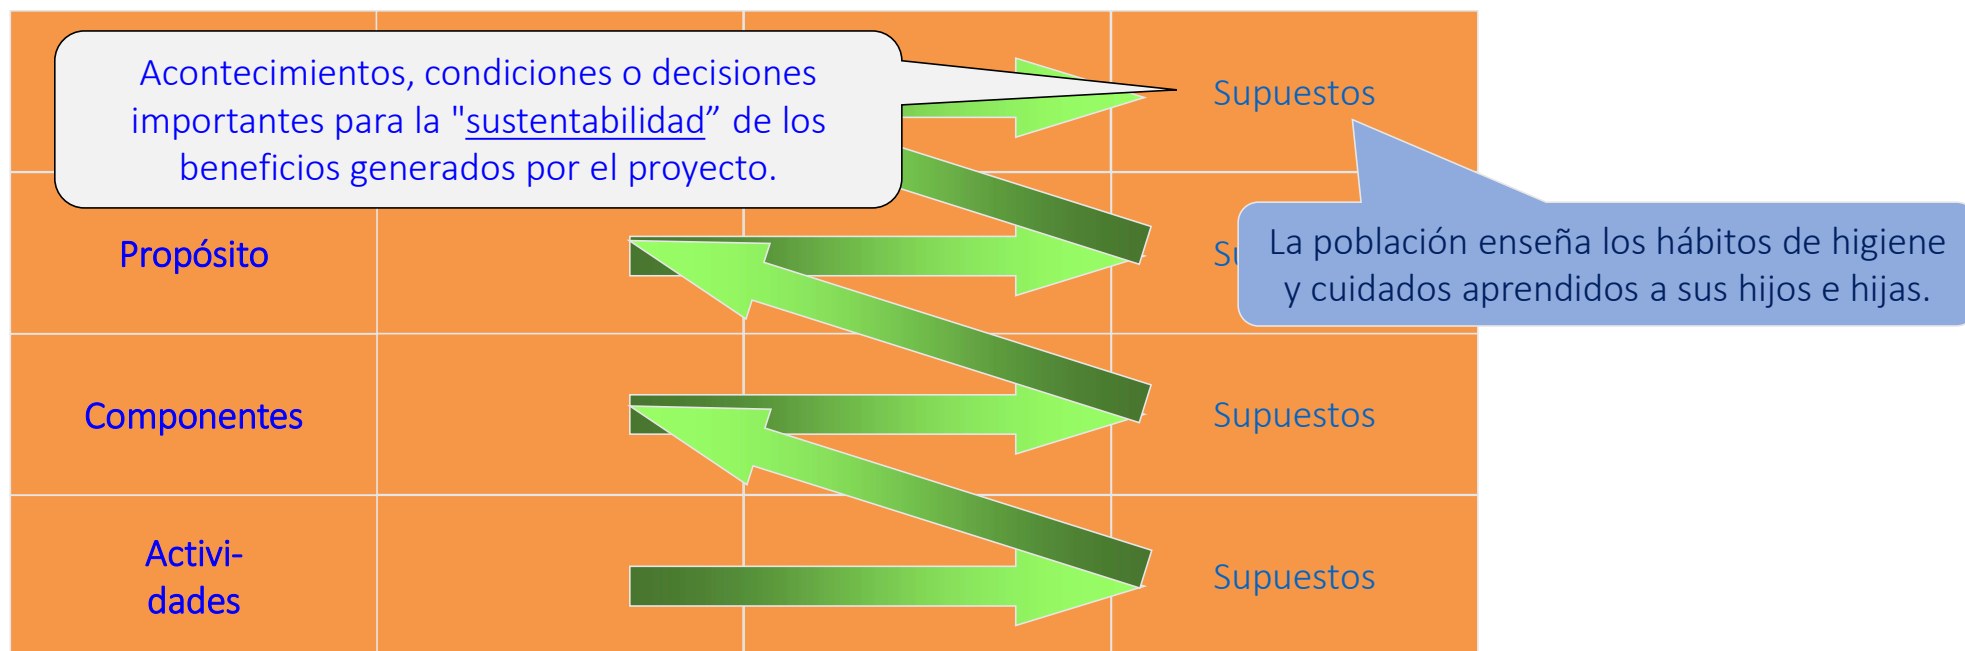 Acontecimientos, condiciones o decisiones
importantes para la "sustentabilidad” de los
beneficios generados por el proyecto.
Supuestos
Propósito
La población enseña los hábitos de higiene
y cuidados aprendidos a sus hijos e hijas.
Componentes
Supuestos
Activi-
dades
Supuestos